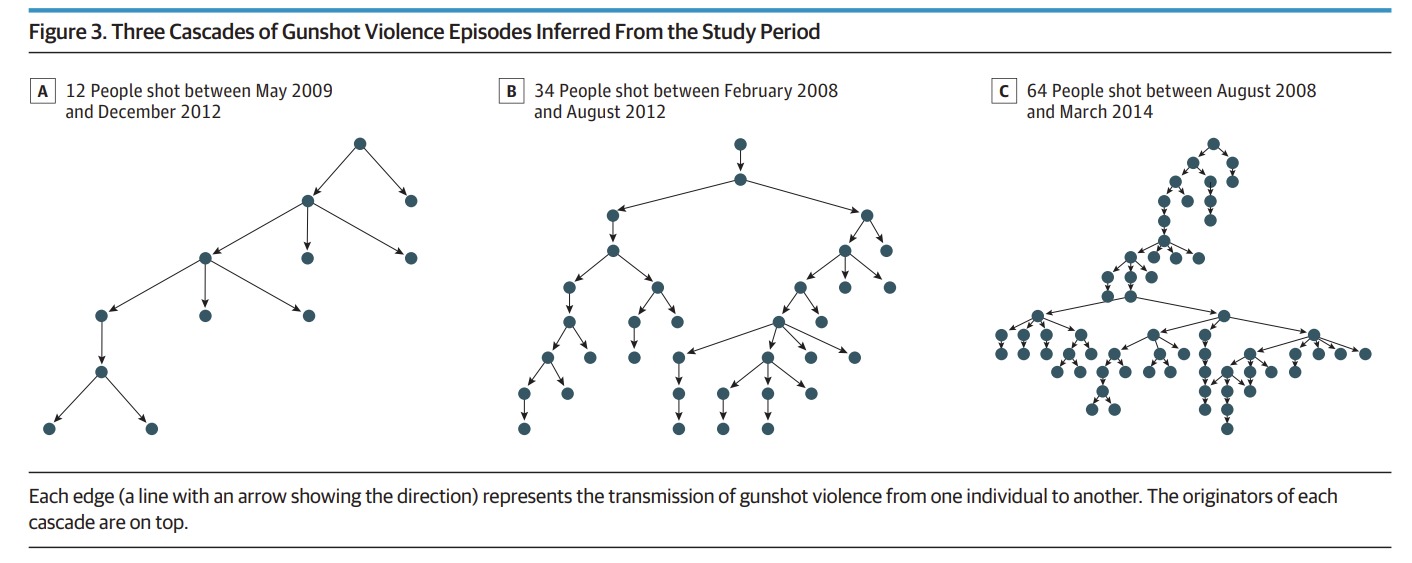 Figure 3. Three Cascades of Gunshot Violence Episodes Inferred From the Study Period
A 12 People shot between May 2009
and December 2012
B 34 People shot between February 2008
and August 2012
C 64 People shot between August 2008
and March 2014
Each edge (a line with an arrow showing the direction) represents the transmission of gunshot violence from one individual to another. The originators of each
cascade are on top.